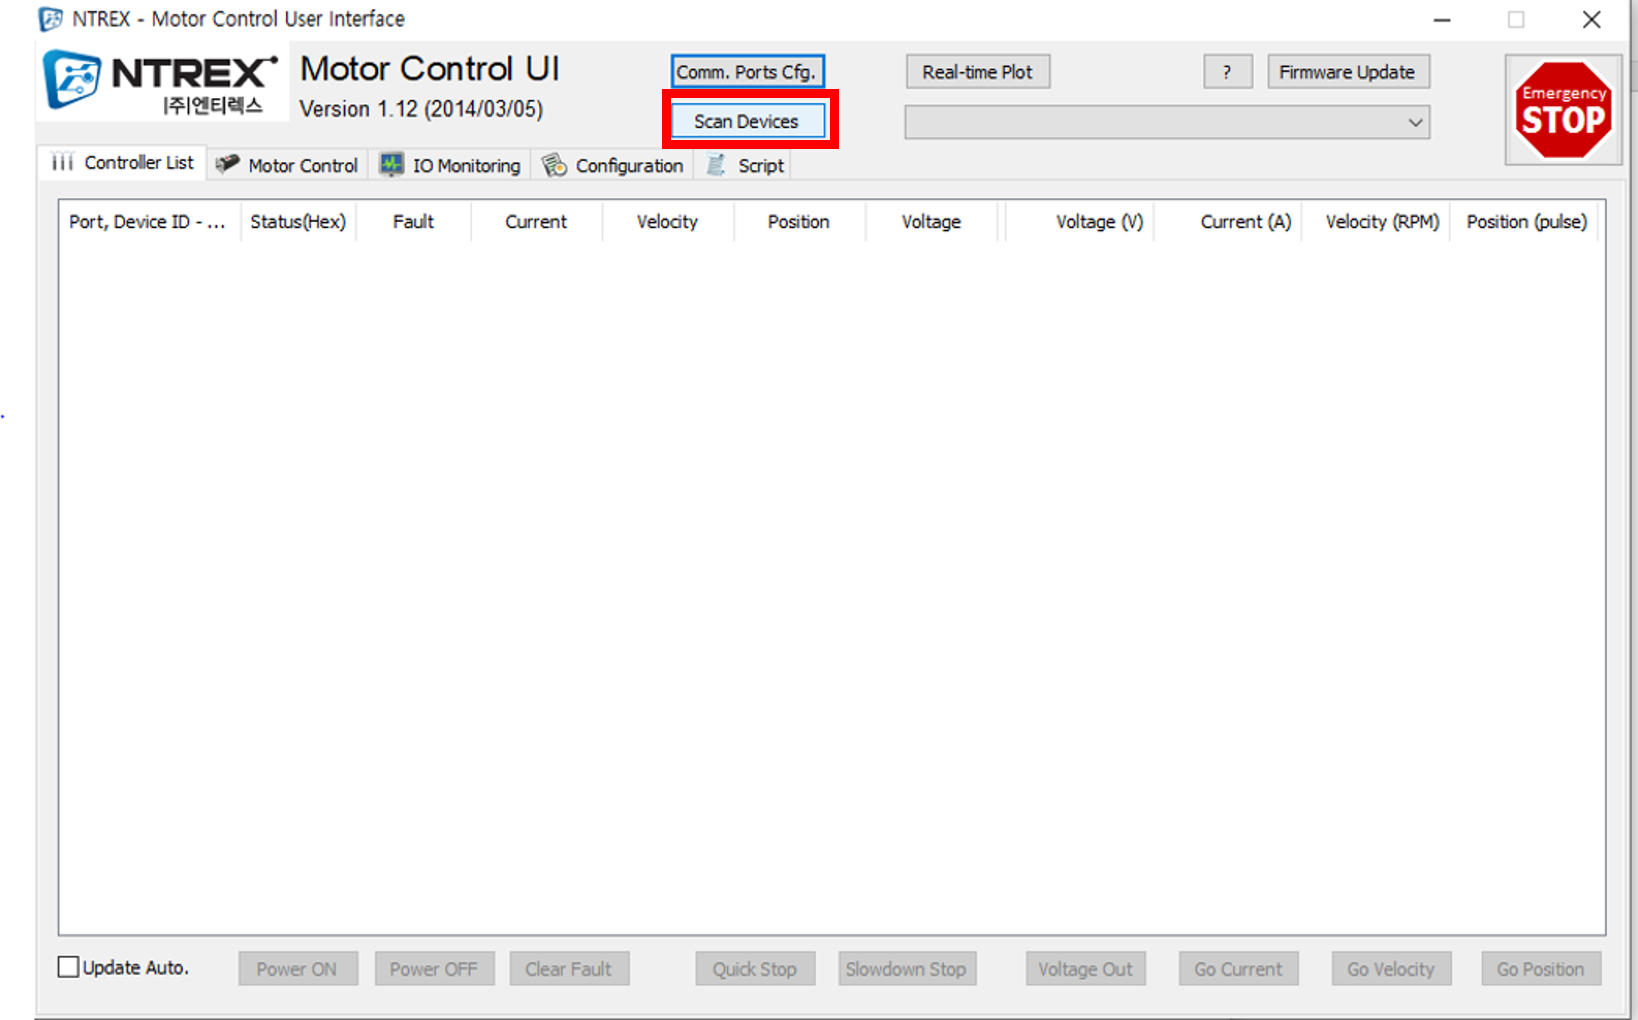 NTREX - Motor Control User Interface
NTREX
|주|엔티렉스
Motor Control UI
Version 1.12 (2014/03/05)
Comm. Ports Cfg.
Real-time Plot
?
Firmware Update
Scan Devices
Emergency
STOP
Controller List Motor Control IO Monitoring Configuration Script
Port, Device ID - ... Status(Hex) Fault Current Velocity Position Voltage Voltage (V) Current (A) Velocity (RPM) Position (pulse)
Update Auto. Power ON Power OFF Clear Fault Quick Stop Slowdown Stop Voltage Out Go Current Go Velocity Go Position